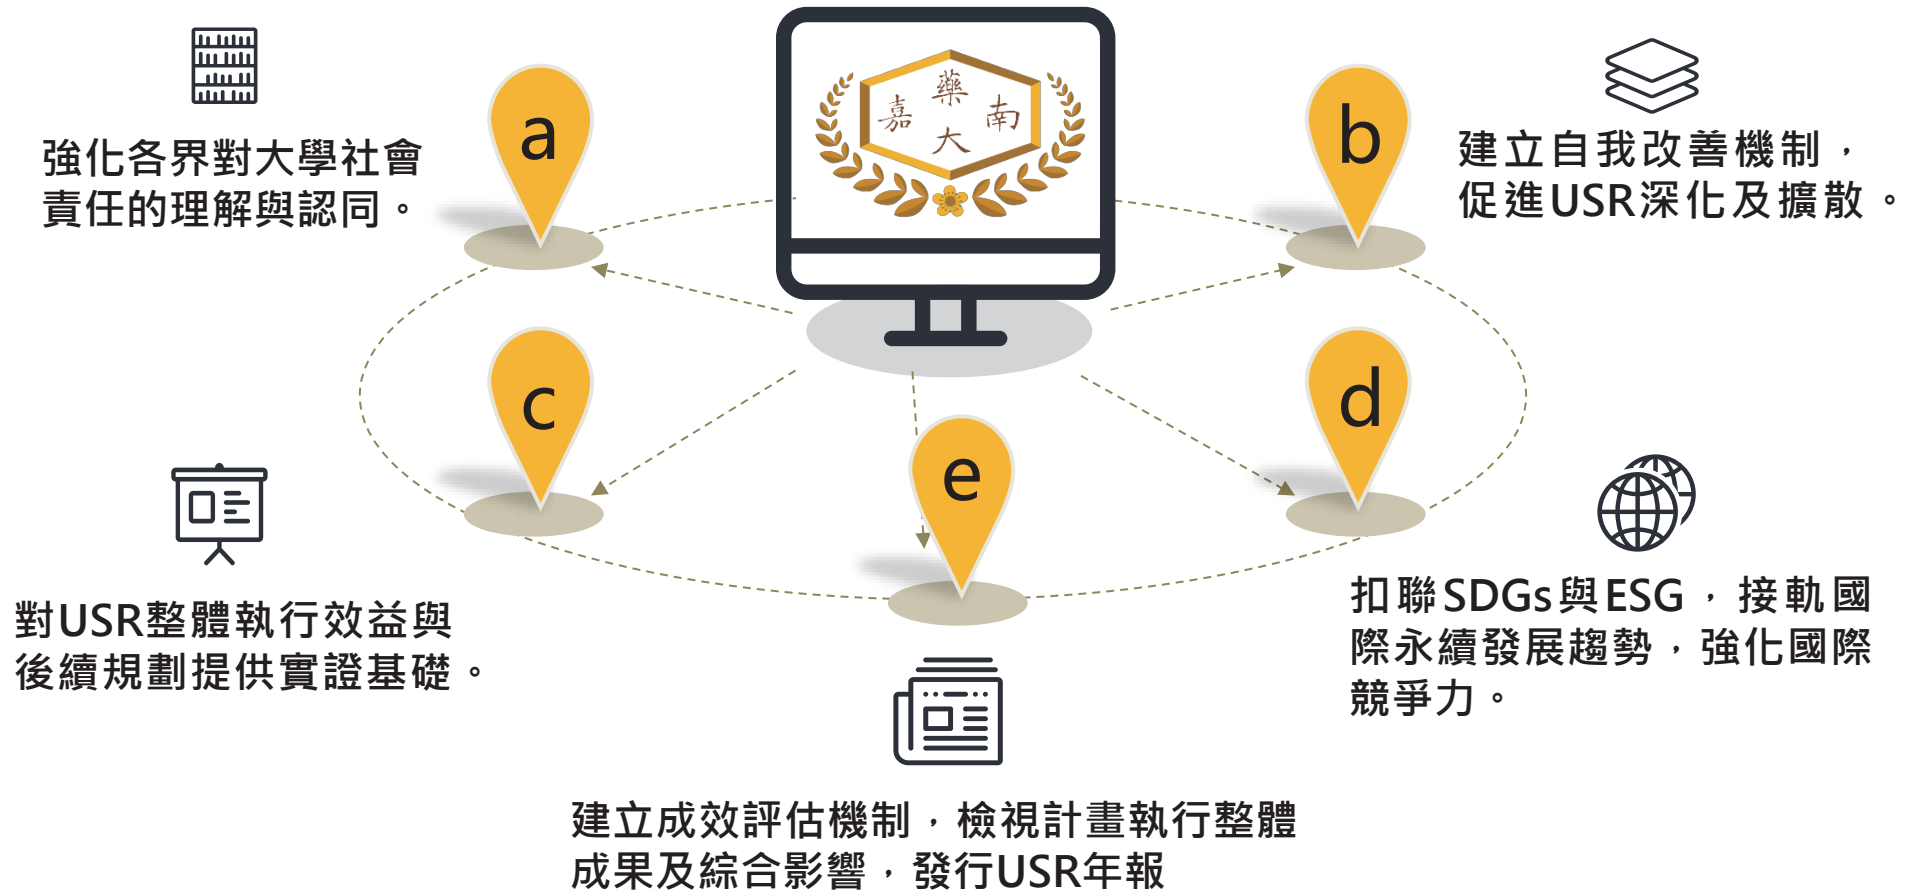 嘉藥南大
a
b
強化各界對大學社會
責任的理解與認同。
建立自我改善機制，
促進USR深化及擴散。
c
d
e
對USR整體執行效益與
後續規劃提供實證基礎。
扣聯SDGs與ESG，接軌國
際永續發展趨勢，強化國際
競爭力。
建立成效評估機制，檢視計畫執行整體
成果及綜合影響，發行USR年報